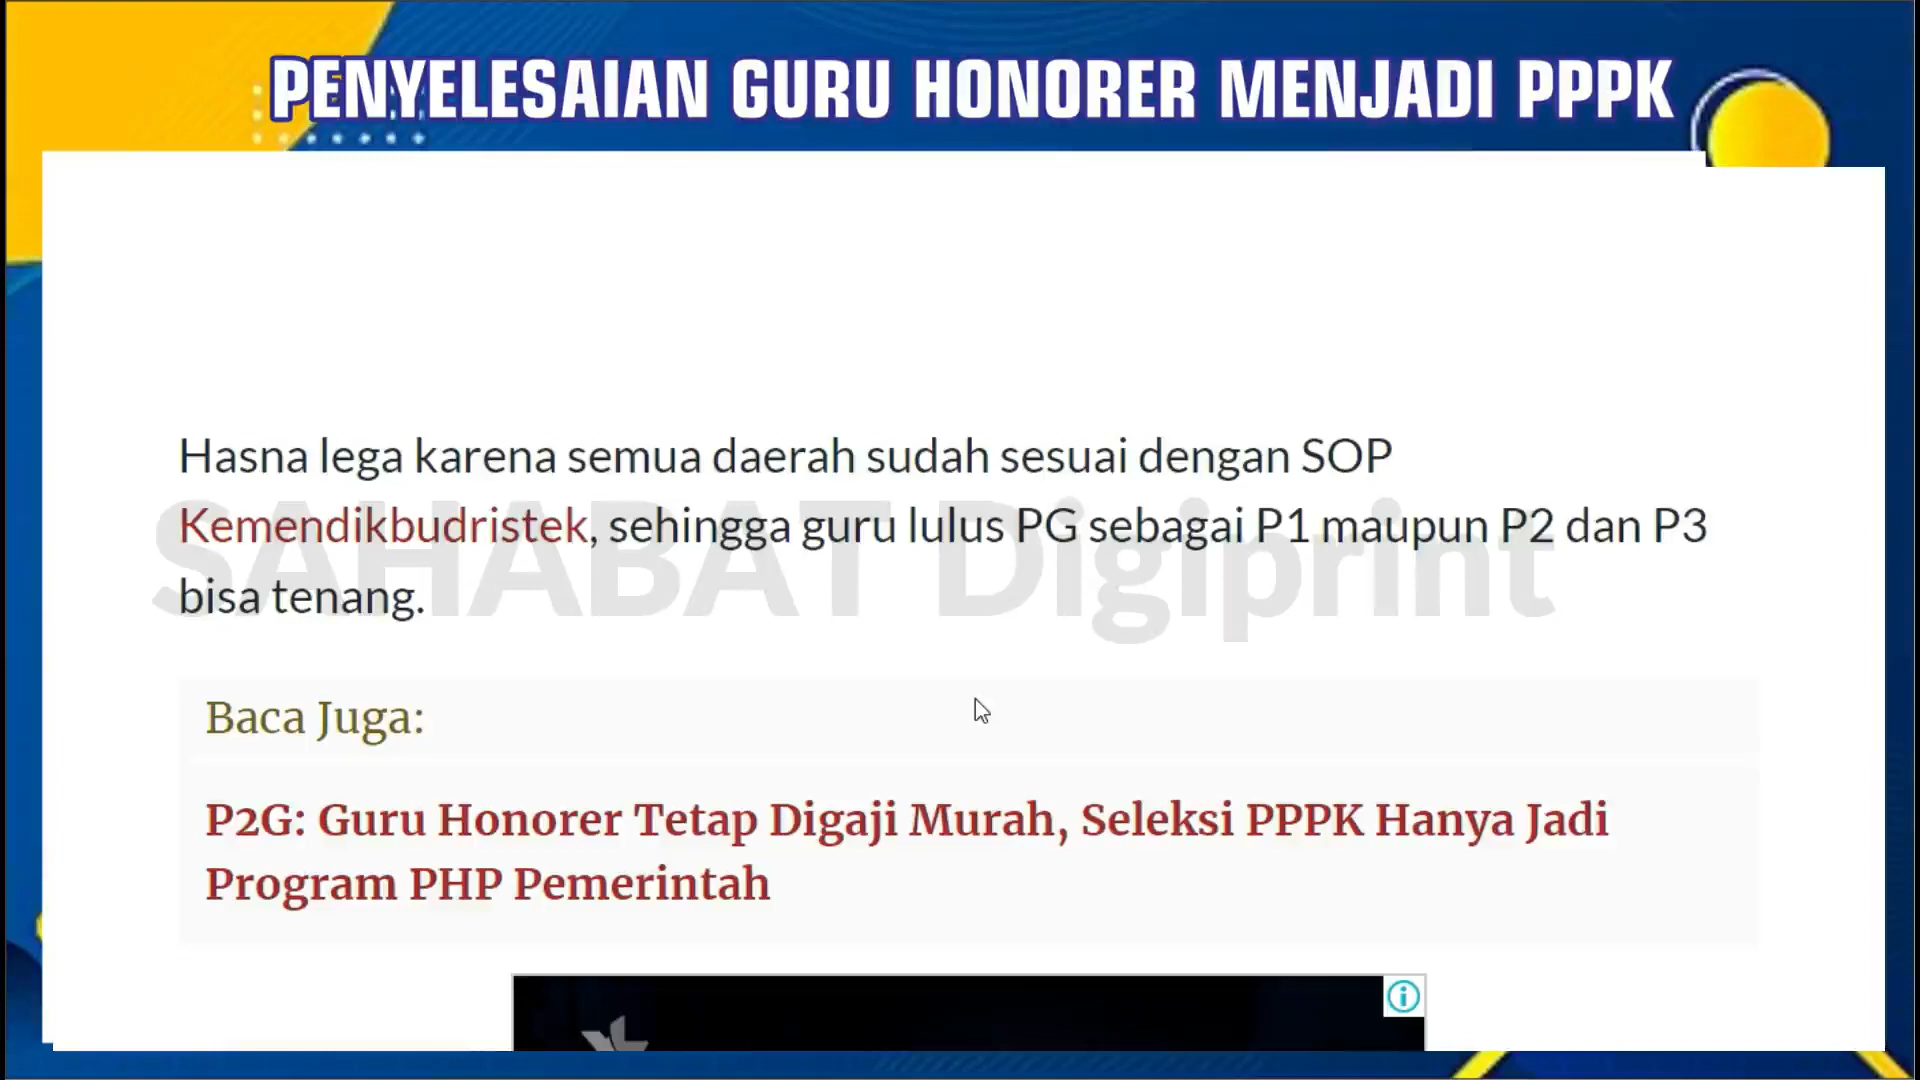 PENYELESAIAN GURU HONORER MENJADI PPPK
Hasna lega karena semua daerah sudah sesuai dengan SOP
Kemendikbudristek, sehingga guru lulus PG sebagai P1 maupun P2 dan P3
bisa tenang.
SAHABAT Digiprint
Baca Juga:
P2G: Guru Honorer Tetap Digaji Murah, Seleksi PPPK Hanya Jadi
Program PHP Pemerintah